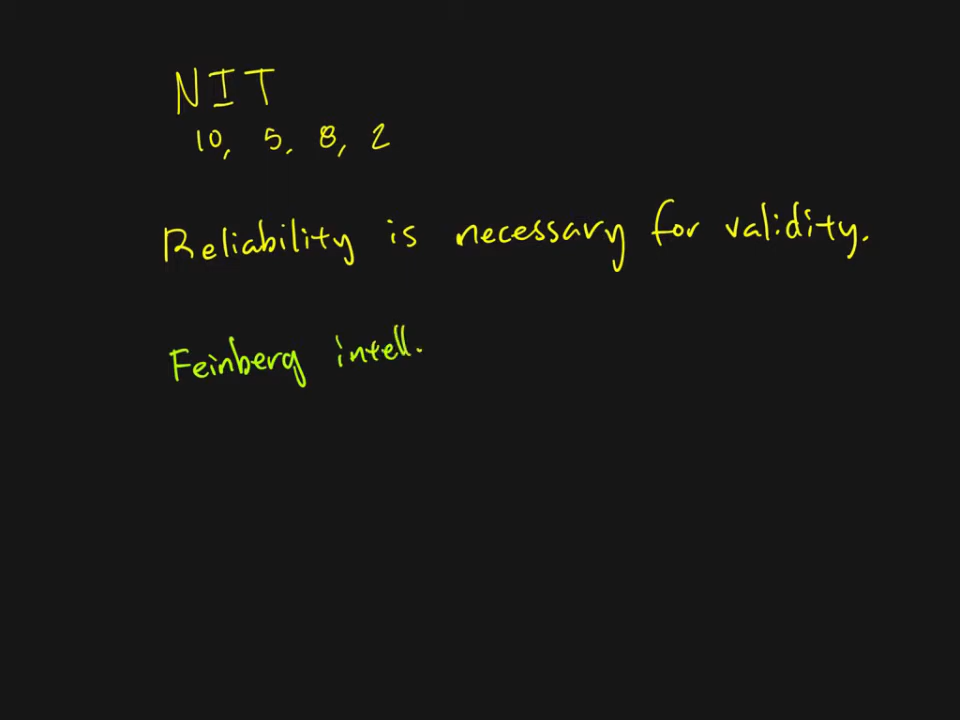 NIT
10, 5, 8, 2
Reliability is necessary for validity.
Feinberg intell.